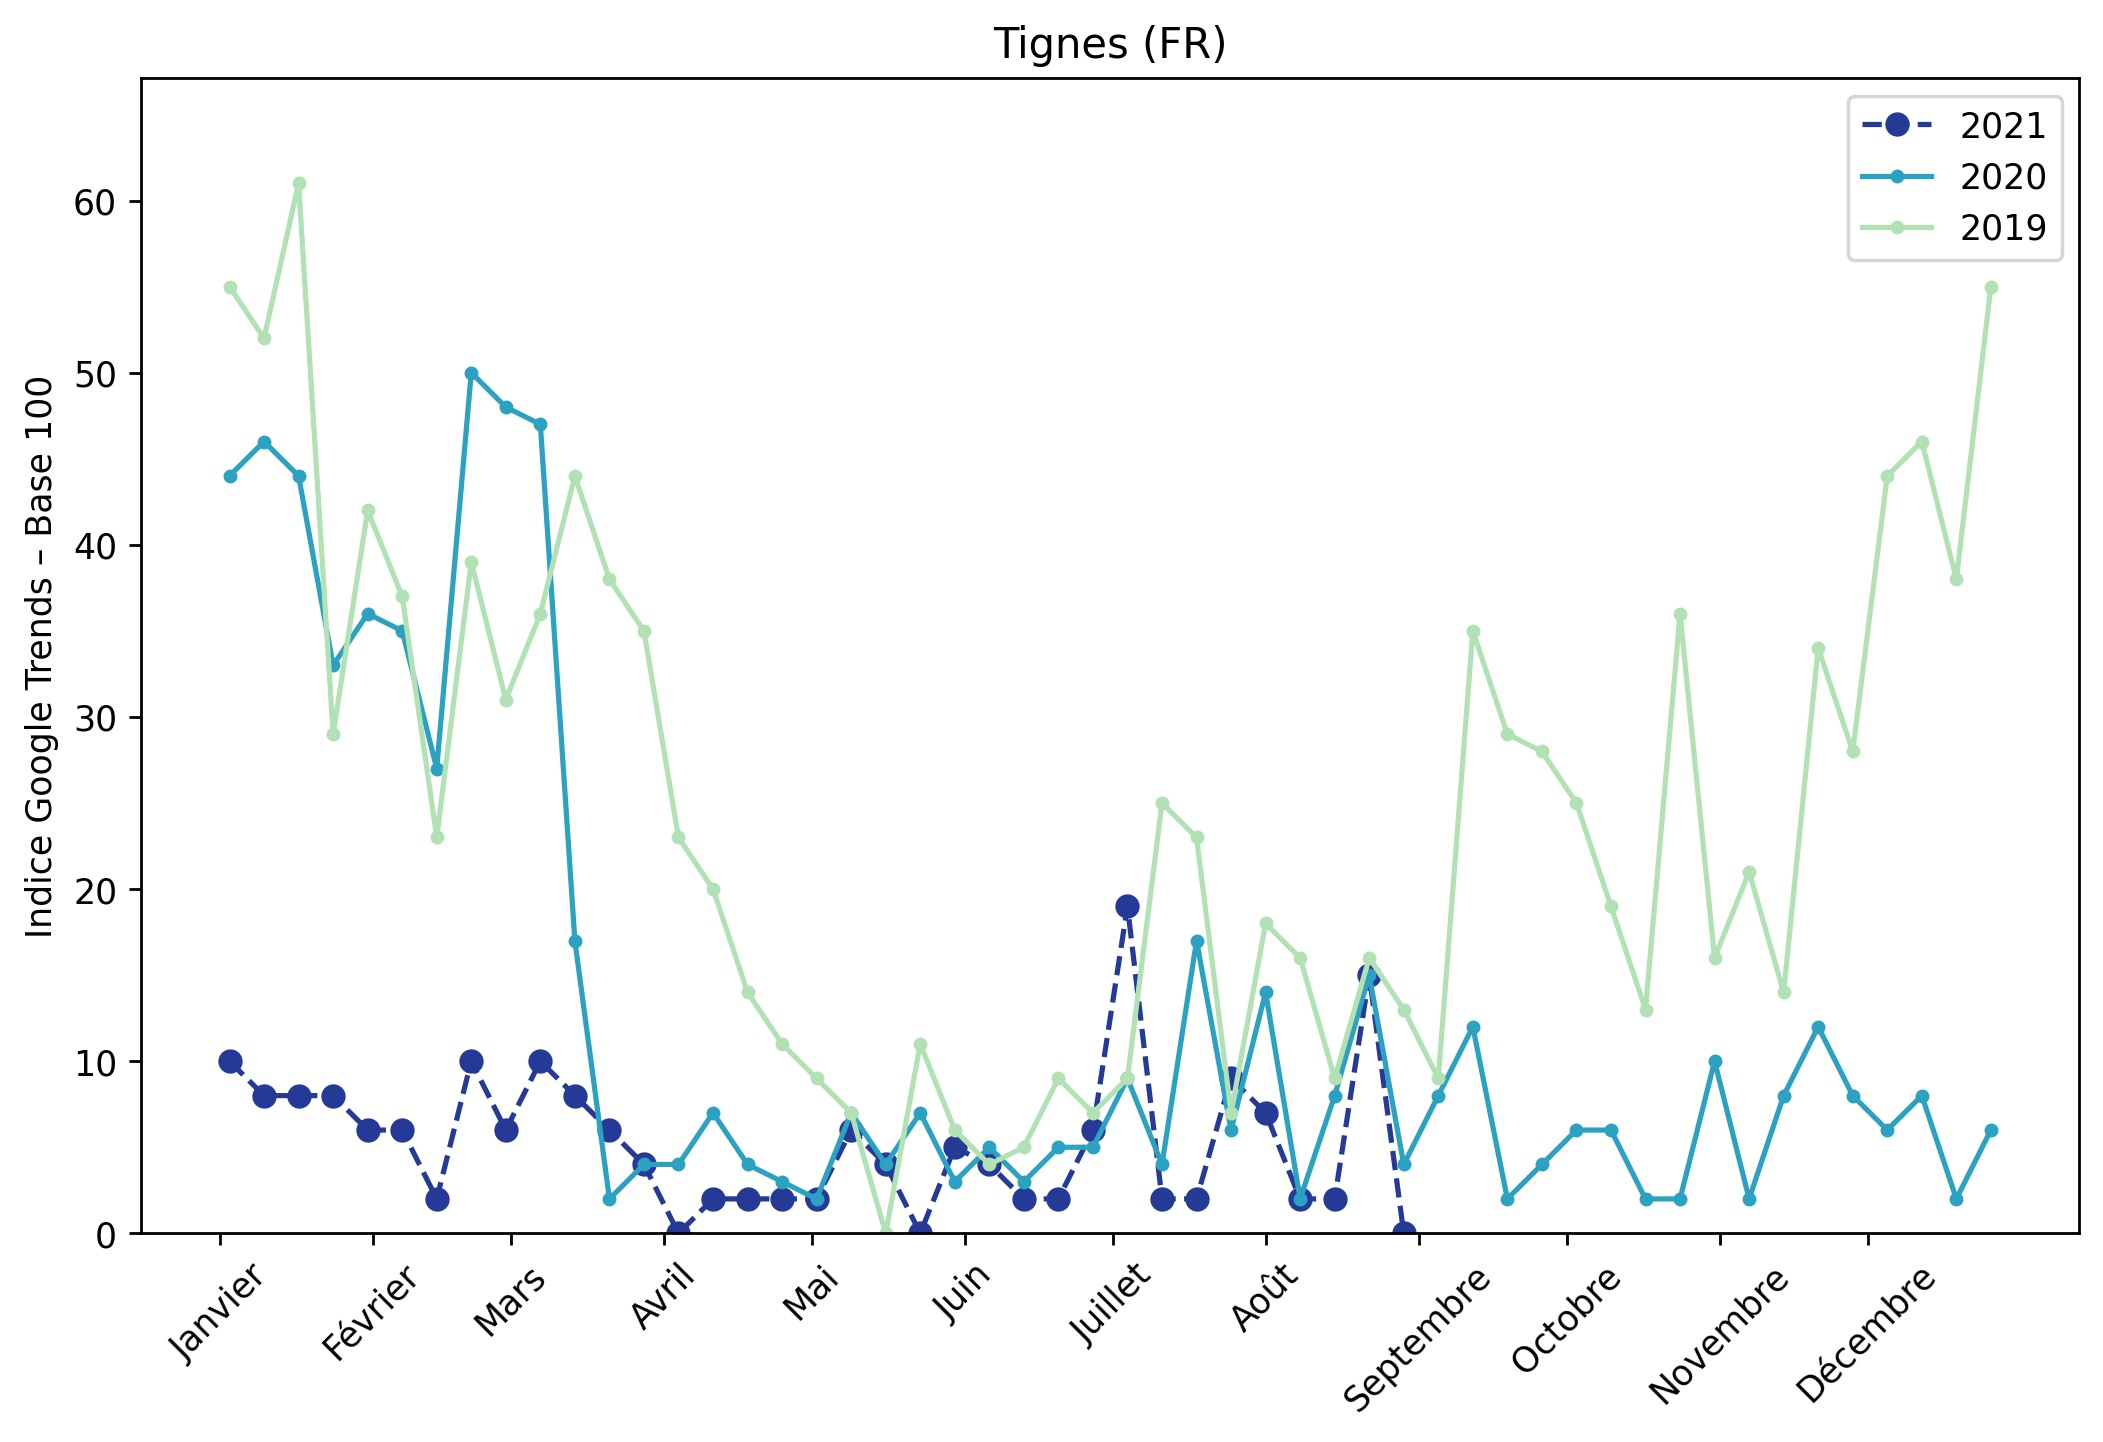 Tignes (FR)
2021
2020
2019
Indice Google Trends – Base 100
60
50
40
30
20
10
0
Janvier
Février
Mars
Avril
Mai
Juin
Juillet
Août
Septembre
Octobre
Novembre
Décembre